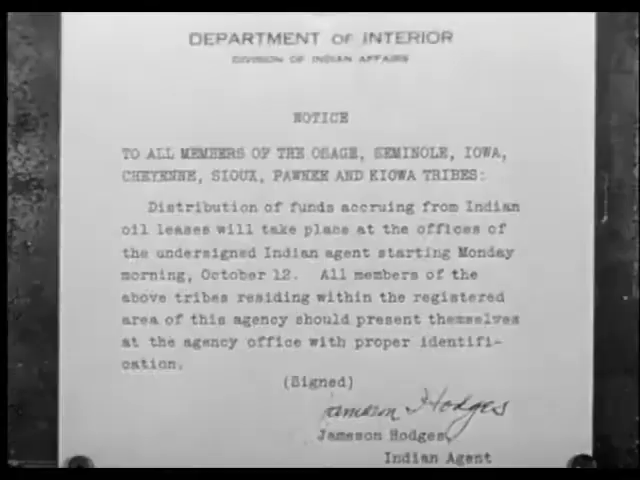 DEPARTMENT OF INTERIOR
DIVISION OF INDIAN AFFAIRS
NOTICE
TO ALL MEMBERS OF THE OSAGE, SEMINOLE, IOWA,
CHEYENNE, SIOUX, PAWNEE AND KIOWA TRIBES:
Distribution of funds accruing from Indian
oil leases will take place at the offices of
the undersigned Indian agent starting Monday
morning, October 12. All members of the
above tribes residing within the registered
area of this agency should present themselves
at the agency office with proper identifi-
cation.
(Signed)
Jameson Hodges
Jameson Hodges,
Indian Agent